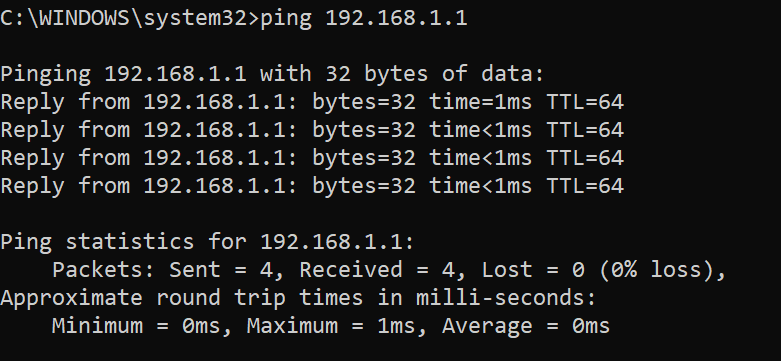 C:\WINDOWS\system32>ping 192.168.1.1
Pinging 192.168.1.1 with 32 bytes of data:
Reply from 192.168.1.1: bytes=32 time=1ms TTL=64
Reply from 192.168.1.1: bytes=32 time<1ms TTL=64
Reply from 192.168.1.1: bytes=32 time<1ms TTL=64
Reply from 192.168.1.1: bytes=32 time<1ms TTL=64
Ping statistics for 192.168.1.1:
    Packets: Sent = 4, Received = 4, Lost = 0 (0% loss),
Approximate round trip times in milli-seconds:
    Minimum = 0ms, Maximum = 1ms, Average = 0ms